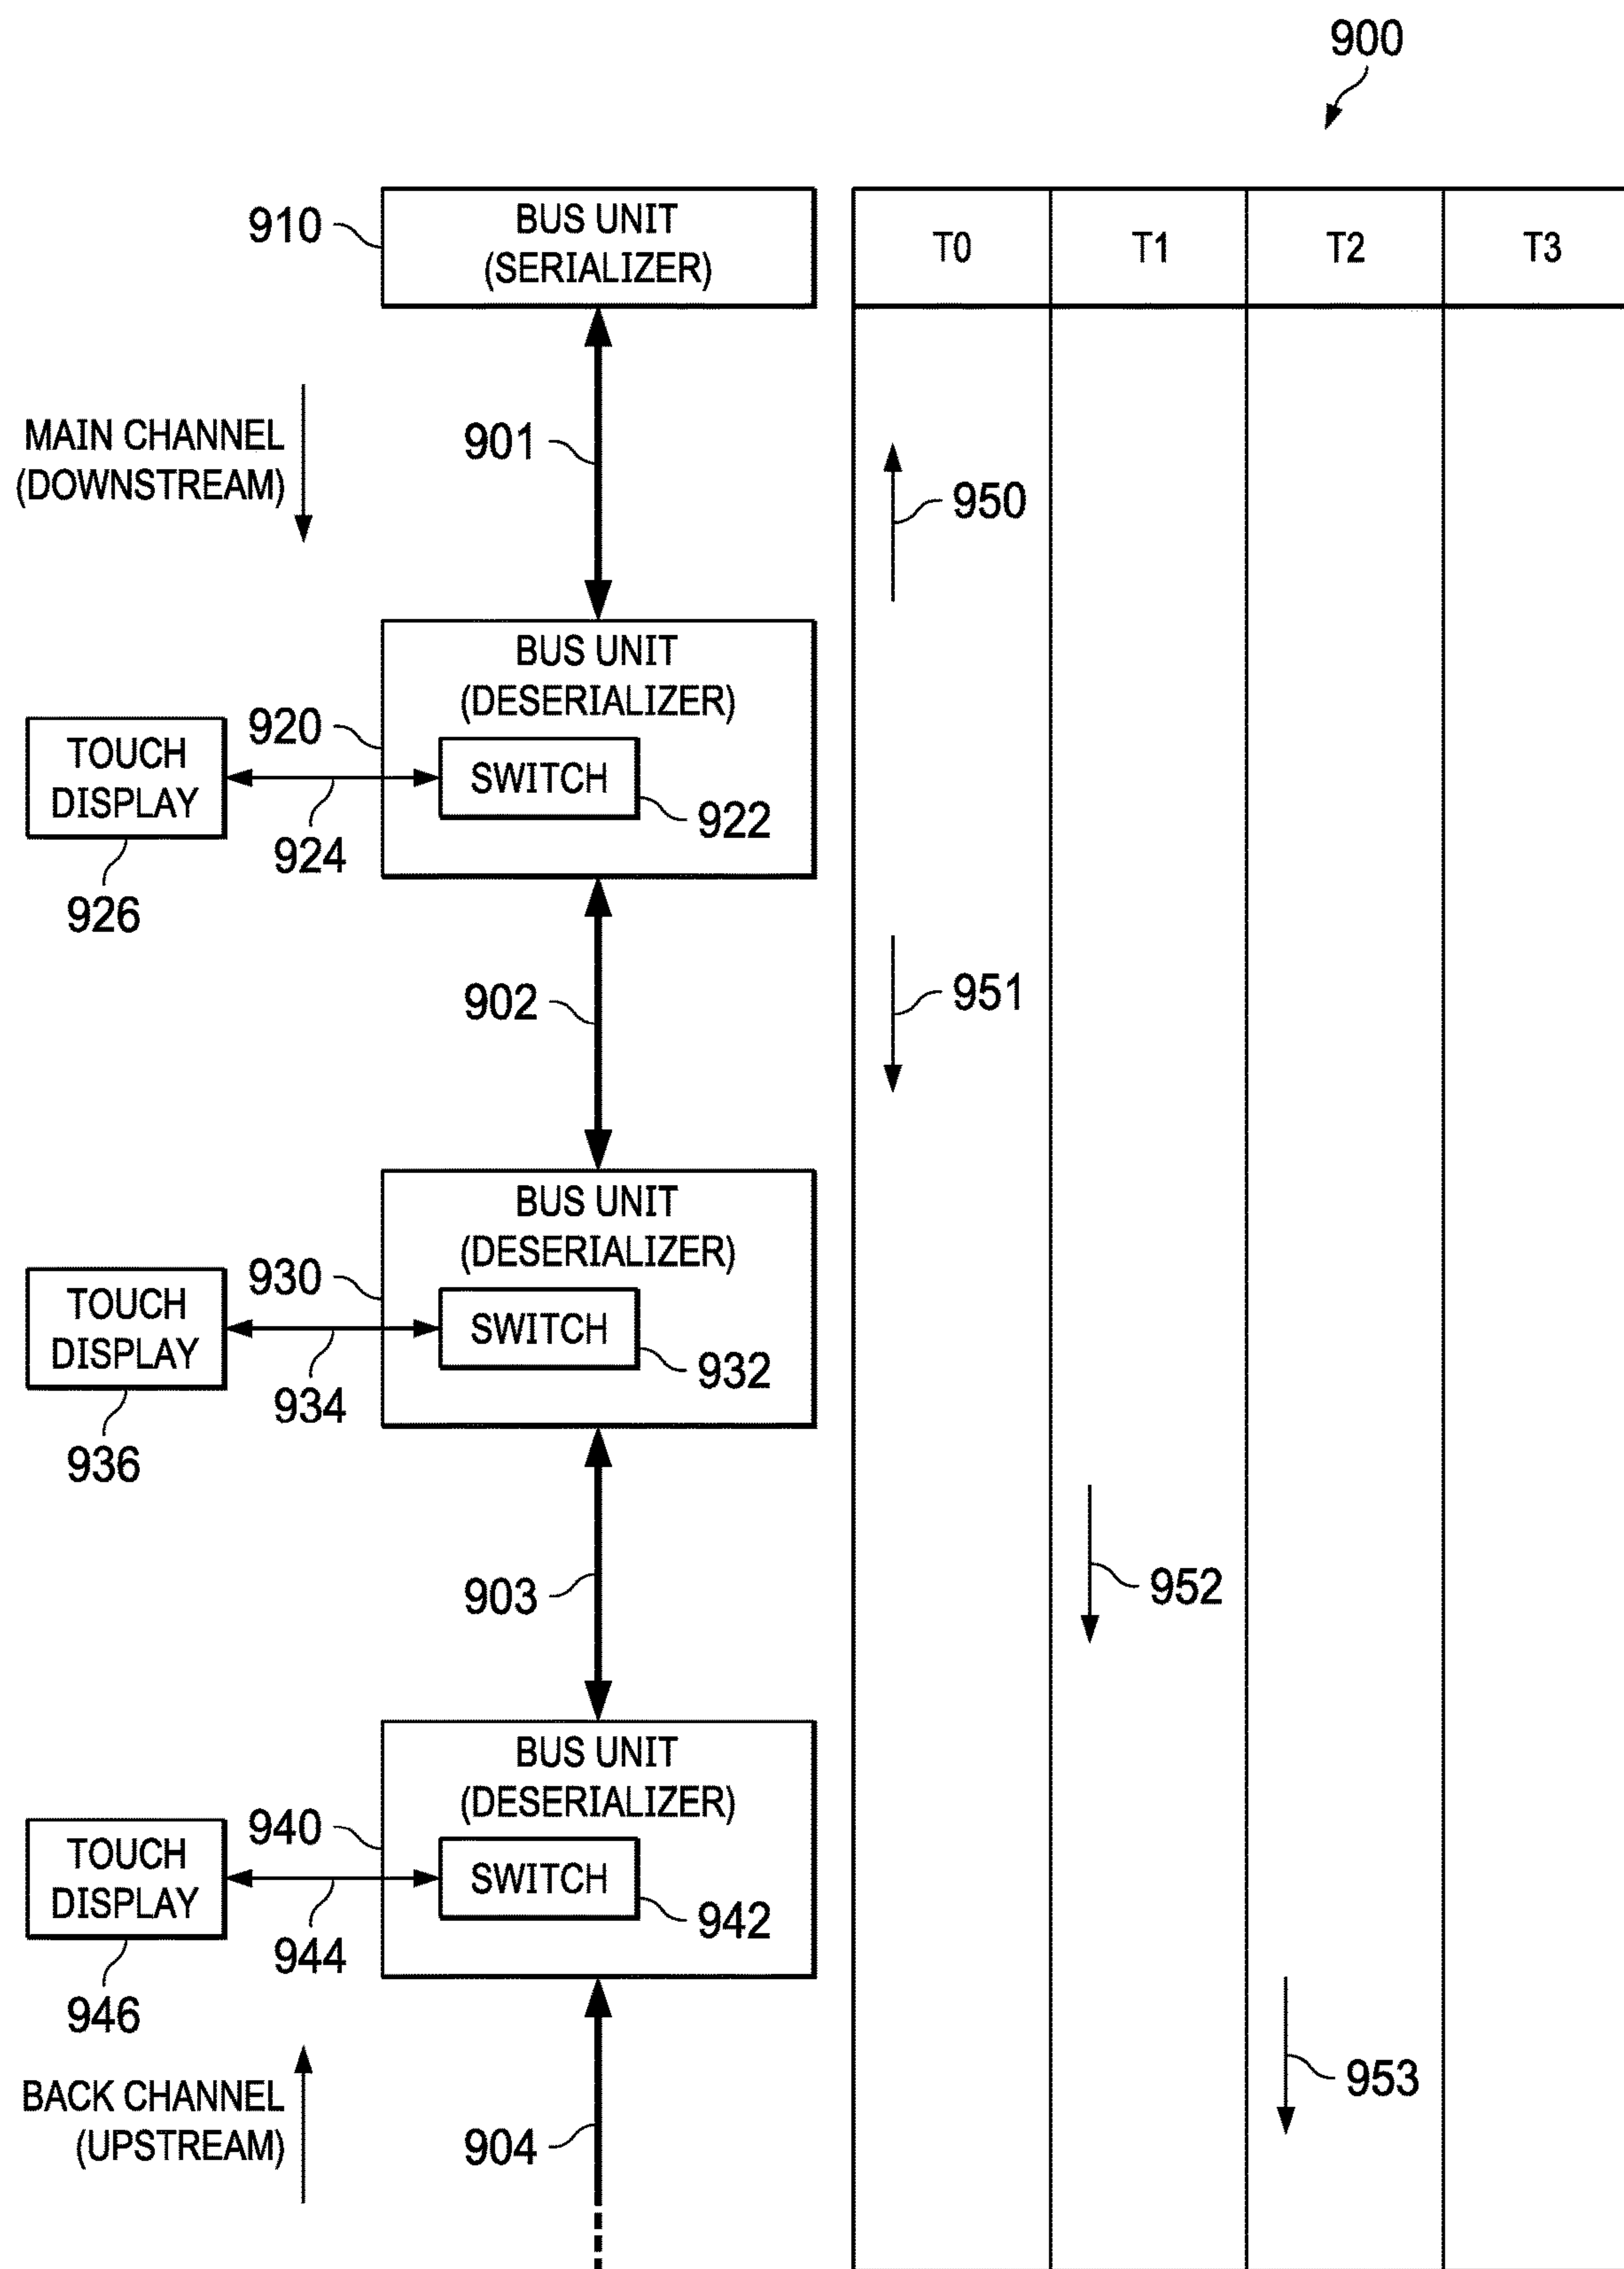 900
910
BUS UNIT
(SERIALIZER)
T0
T1
T2
T3
MAIN CHANNEL
(DOWNSTREAM)
901
950
BUS UNIT
(DESERIALIZER)
920
TOUCH
DISPLAY
SWITCH
922
924
926
902
951
BUS UNIT
(DESERIALIZER)
930
TOUCH
DISPLAY
SWITCH
932
934
936
903
952
BUS UNIT
(DESERIALIZER)
940
TOUCH
DISPLAY
SWITCH
942
944
946
BACK CHANNEL
(UPSTREAM)
904
953